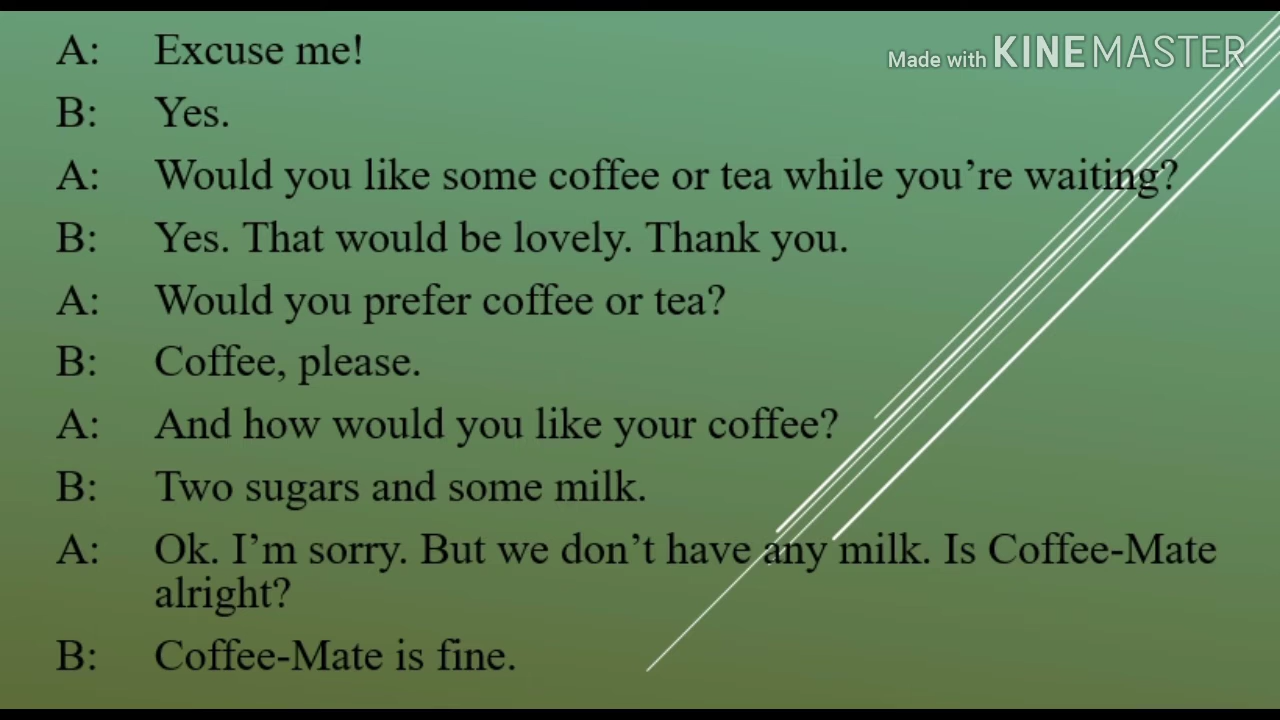 A: Excuse me!
Made with KINEMASTER
B: Yes.
A: Would you like some coffee or tea while you're waiting?
B: Yes. That would be lovely. Thank you.
A: Would you prefer coffee or tea?
B: Coffee, please.
A: And how would you like your coffee?
B: Two sugars and some milk.
A: Ok. I'm sorry. But we don't have any milk. Is Coffee-Mate
alright?
B: Coffee-Mate is fine.